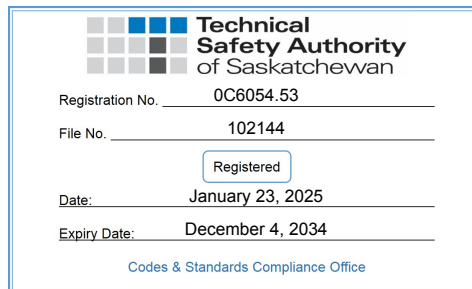 Technical
Safety Authority
of Saskatchewan
Registration No. 0C6054.53
File No. 102144
Registered
Date: January 23, 2025
Expiry Date: December 4, 2034
Codes & Standards Compliance Office